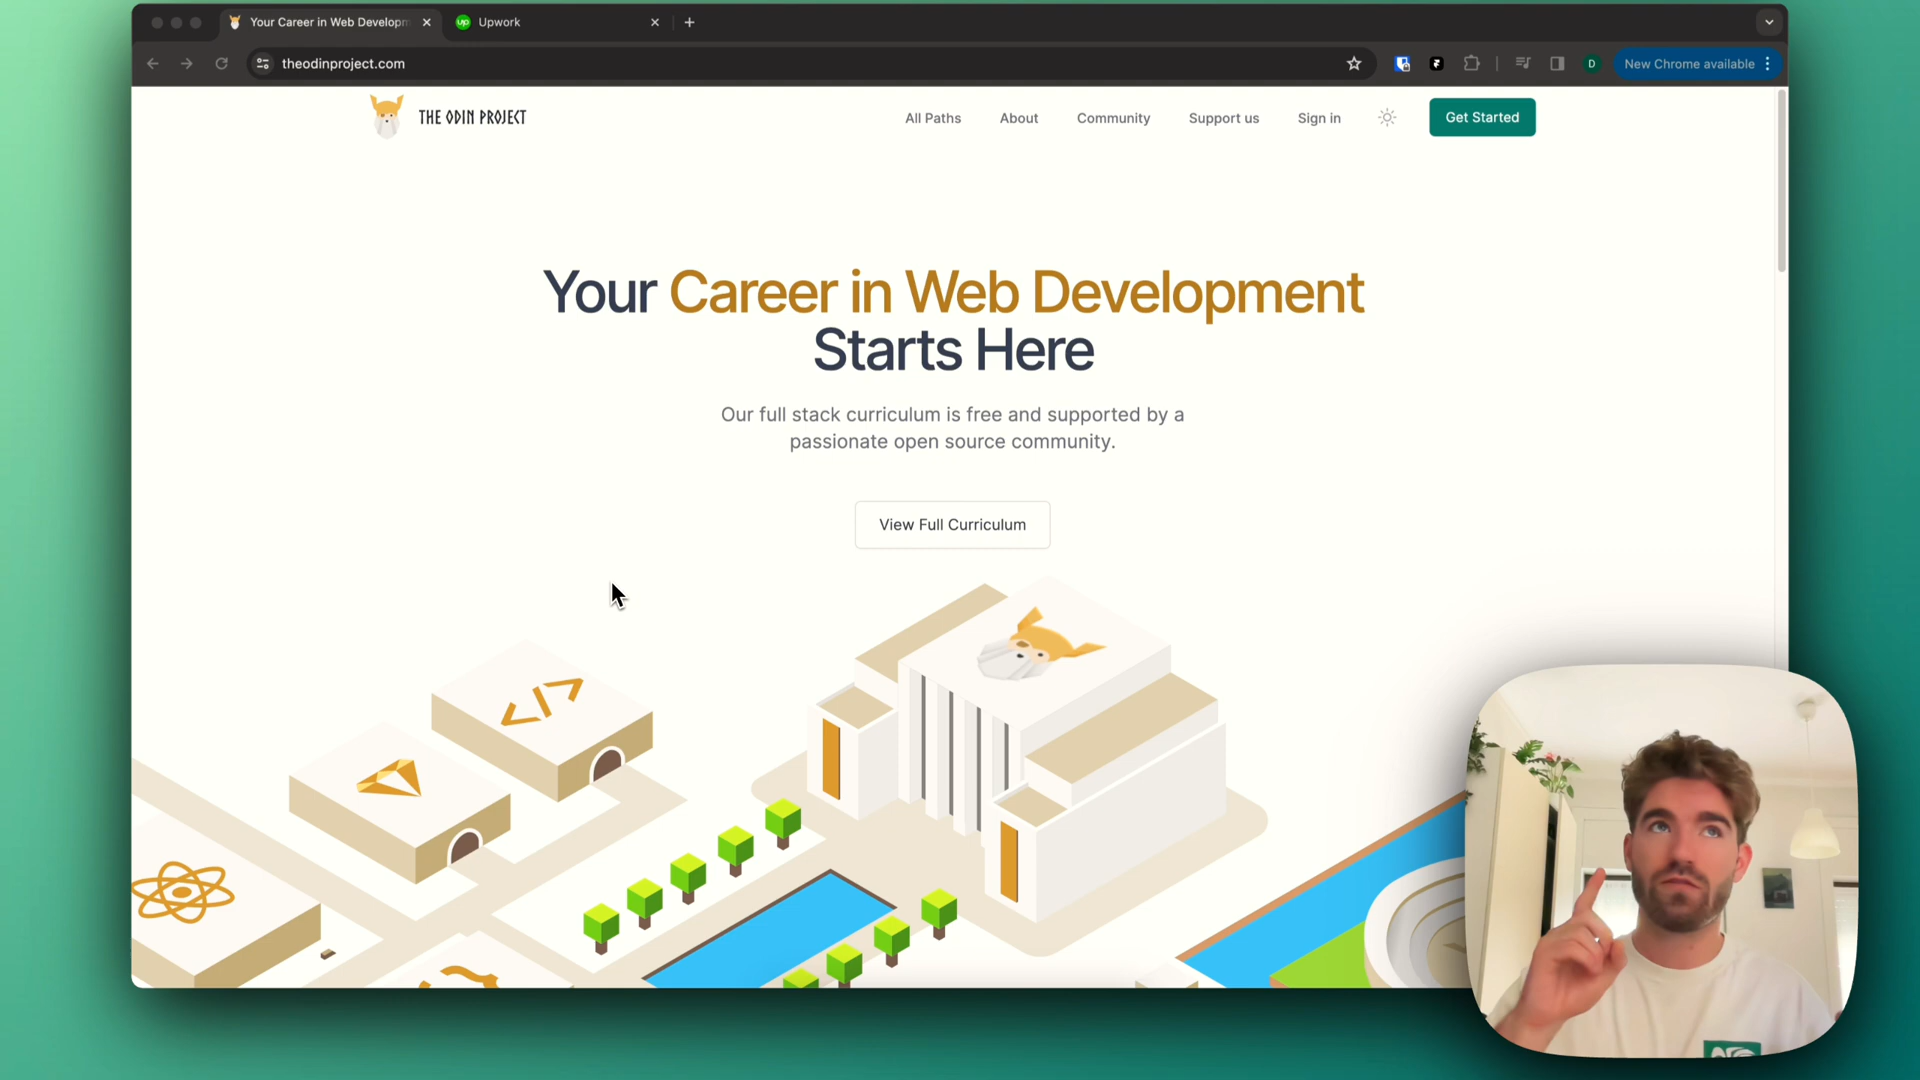 Your Career in Web Developm
Upwork
theodinproject.com
D
New Chrome available
THE ODIN PROJECT
All Paths
About
Community
Support us
Sign in
Get Started
Your Career in Web Development
Starts Here
Our full stack curriculum is free and supported by a
passionate open source community.
View Full Curriculum